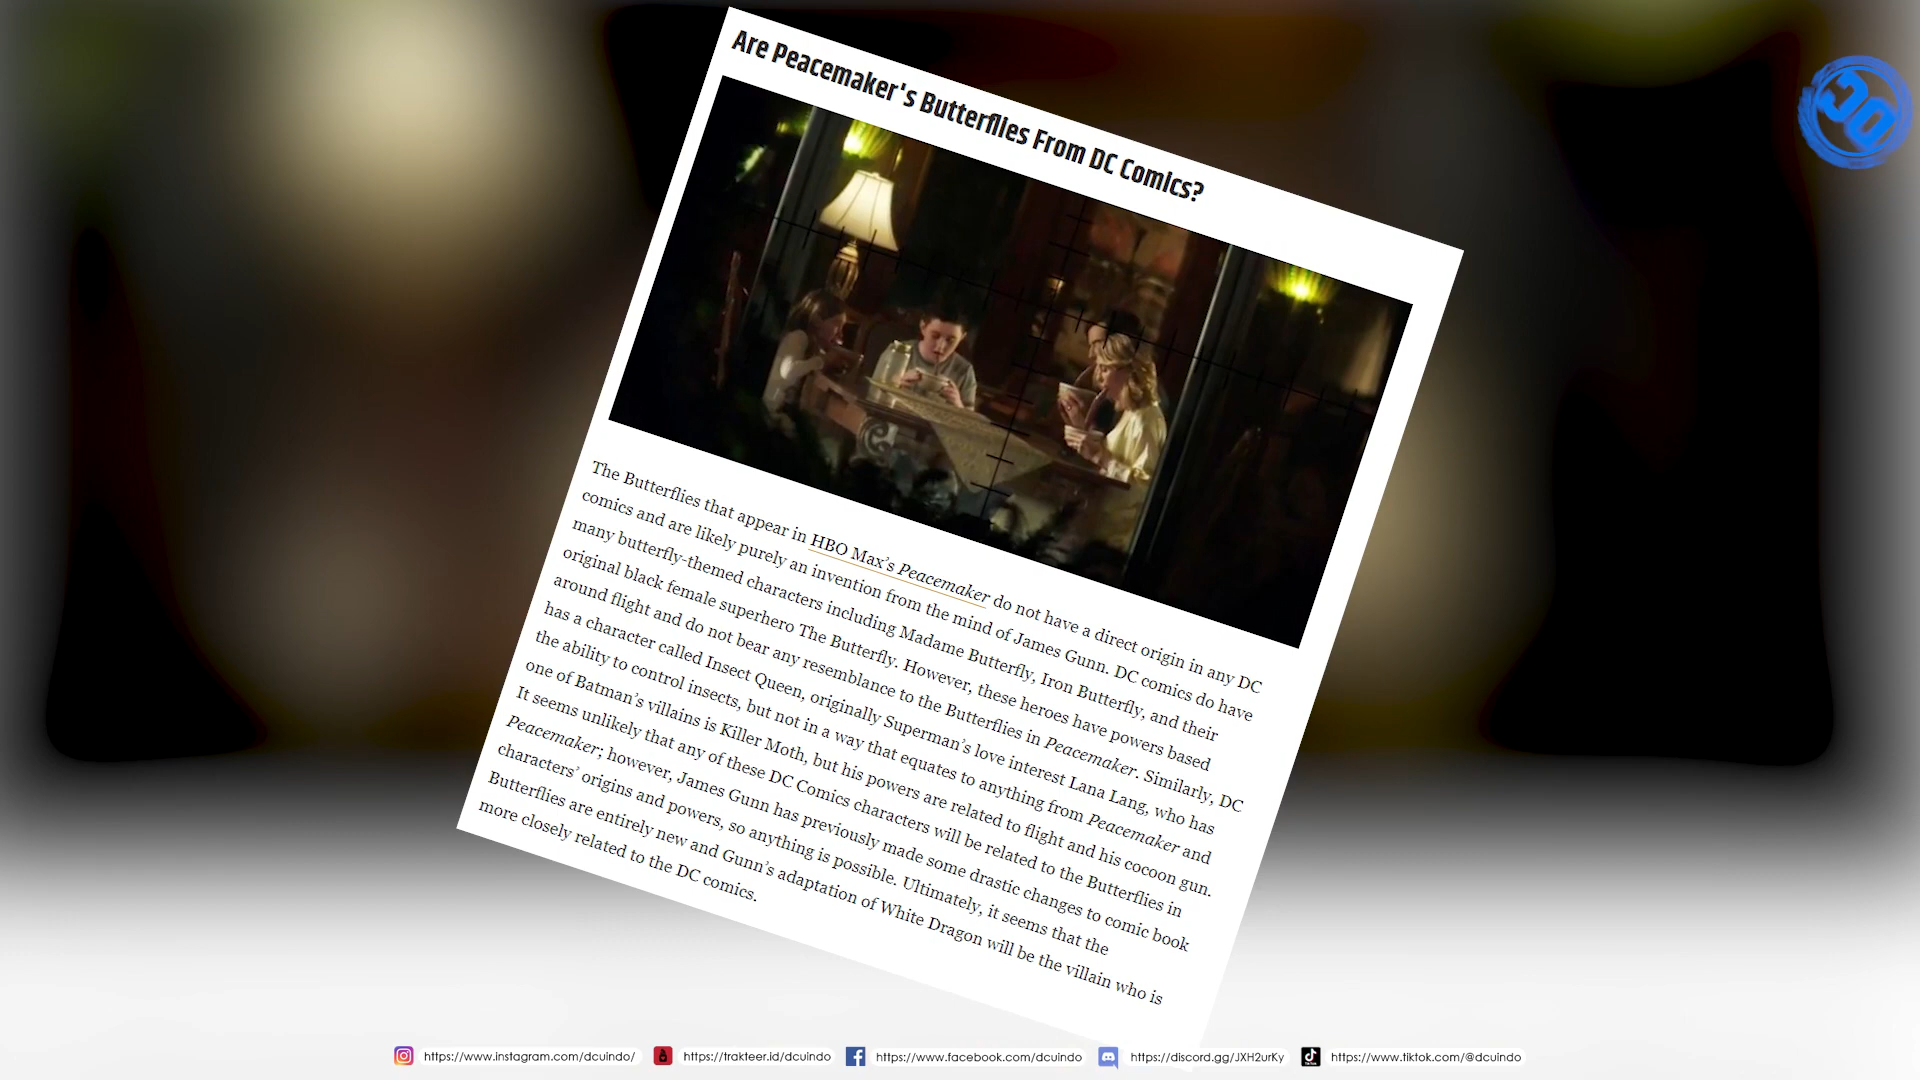 Are Peacemaker's Butterflies From DC Comics?
The Butterflies that appear in HBO Max's Peacemaker do not have a direct origin in any DC
comics and are likely purely an invention from the mind of James Gunn. DC comics do have
many butterfly-themed characters including Madame Butterfly, Iron Butterfly, and their
original black female superhero The Butterfly. However, these heroes have powers based
around flight and do not bear any resemblance to the Butterflies in Peacemaker. Similarly, DC
has a character called Insect Queen, originally Superman's love interest Lana Lang, who has
the ability to control insects, but not in a way that equates to anything from Peacemaker and
one of Batman's villains is Killer Moth, but his powers are related to flight and his cocoon gun.
It seems unlikely that any of these DC Comics characters will be related to the Butterflies in
Peacemaker; however, James Gunn has previously made some drastic changes to comic book
characters' origins and powers, so anything is possible. Ultimately, it seems that the
Butterflies are entirely new and Gunn's adaptation of White Dragon will be the villain who is
more closely related to the DC comics.
https://www.instagram.com/dcuindo/ https://trakteer.id/dcuindo https://www.facebook.com/dcuindo https://discord.gg/JXH2urKy https://www.tiktok.com/@dcuindo